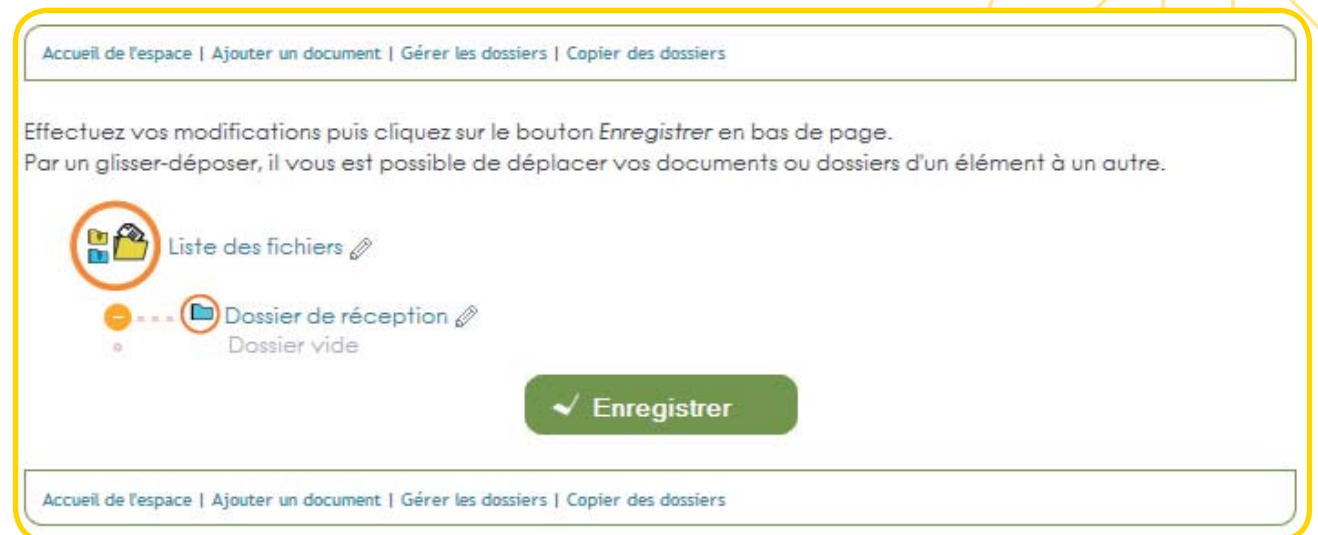 Accueil de l'espace | Ajouter un document | Gérer les dossiers | Copier des dossiers
Effectuez vos modifications puis cliquez sur le bouton Enregistrer en bas de page.
Par un glisser-déposer, il vous est possible de déplacer vos documents ou dossiers d'un élément à un autre.
Liste des fichiers
Dossier de réception
Dossier vide
Enregistrer
Accueil de l'espace | Ajouter un document | Gérer les dossiers | Copier des dossiers